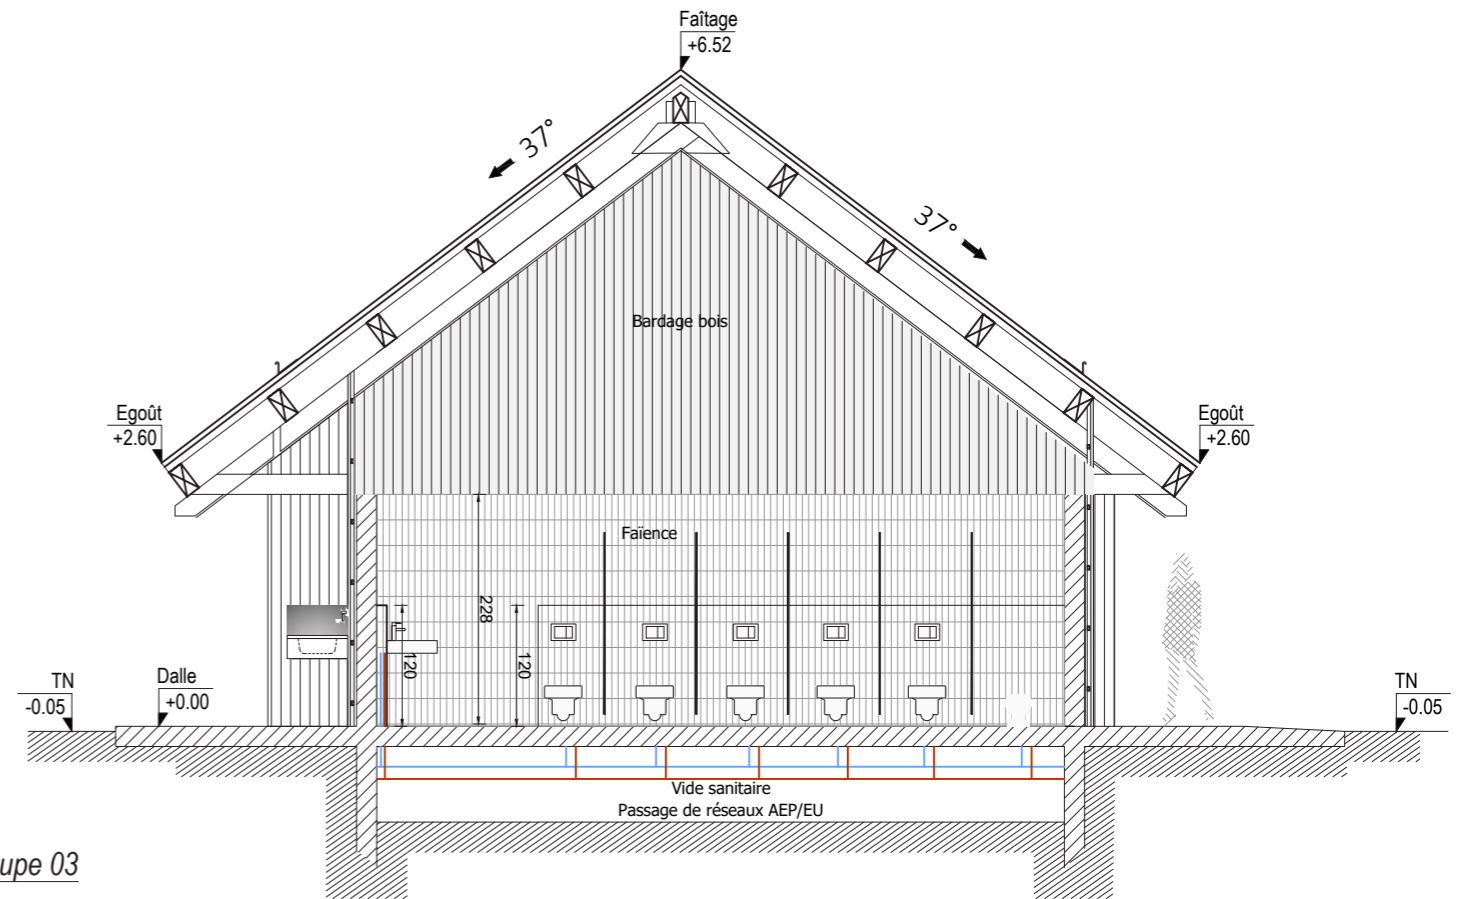 Faîtage
+6.52
37°
37°
Bardage bois
Egoût
+2.60
Egoût
+2.60
Faïence
228
120
120
TN
-0.05
Dalle
+0.00
TN
-0.05
Vide sanitaire
Passage de réseaux AEP/EU
upe 03